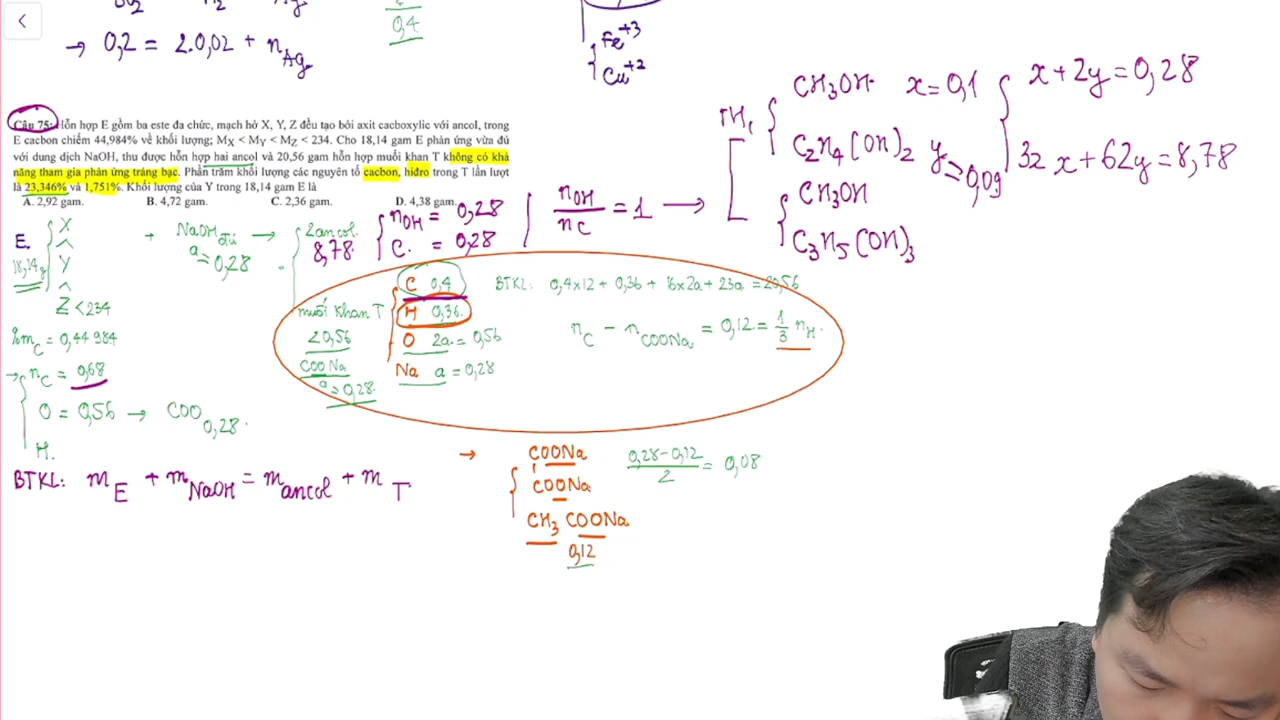 → 0,2 = 2.0,02 + n Ag
0,4
Fe+3
Cu+2
Câu 75: Hỗn hợp E gồm ba este đa chức, mạch hở X, Y, Z đều tạo bởi axit cacboxylic với ancol, trong
E cacbon chiếm 44,984% về khối lượng; MX < MY < MZ < 234. Cho 18,14 gam E phản ứng vừa đủ
với dung dịch NaOH, thu được hỗn hợp hai ancol và 20,56 gam hỗn hợp muối khan T không có khả
năng tham gia phản ứng tráng bạc. Phần trăm khối lượng các nguyên tố cacbon, hiđro trong T lần lượt
là 23,346% và 1,751%. Khối lượng của Y trong 18,14 gam E là
A. 2,92 gam. B. 4,72 gam. C. 2,36 gam. D. 4,38 gam.
E. 18,14g
X
Y
Z < 234
+ NaOH đủ →
a = 0,28
2 ancol.
8,78.
nOH = 0,28
C. = 0,28
nOH / nC = 1 →
TH1
CH3OH x = 0,1
C2H4(OH)2 y = 0,09
x + 2y = 0,28
32x + 62y = 8,78
CH3OH
C3H5(OH)3
muối khan T
20,56
COONa
a = 0,28.
C 0,4
H 0,36.
O 2a = 0,56
Na a = 0,28
BTKL: 0,4x12 + 0,36 + 16x2a + 23a = 20,56
nC - nCOONa = 0,12 = 1/3 nH.
%mC = 0,44984
→ nC = 0,68
O = 0,56 → COO 0,28.
H.
BTKL: mE + mNaOH = mancol + mT
→ COONa
COONa
(0,28-0,12)/2 = 0,08
CH3COONa
0,12